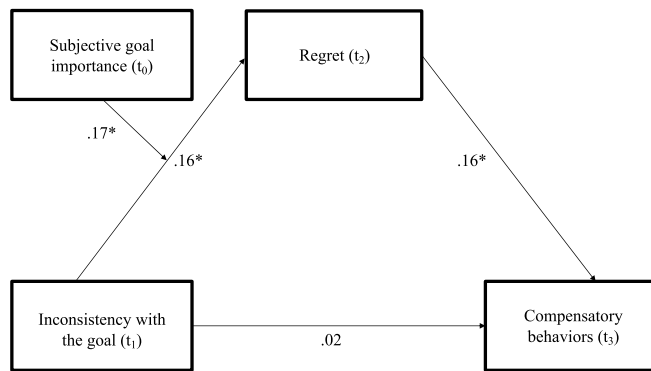 Subjective goal
importance (t₀)
Regret (t₂)
.17*
.16*
.16*
Inconsistency with
the goal (t₁)
.02
Compensatory
behaviors (t₃)